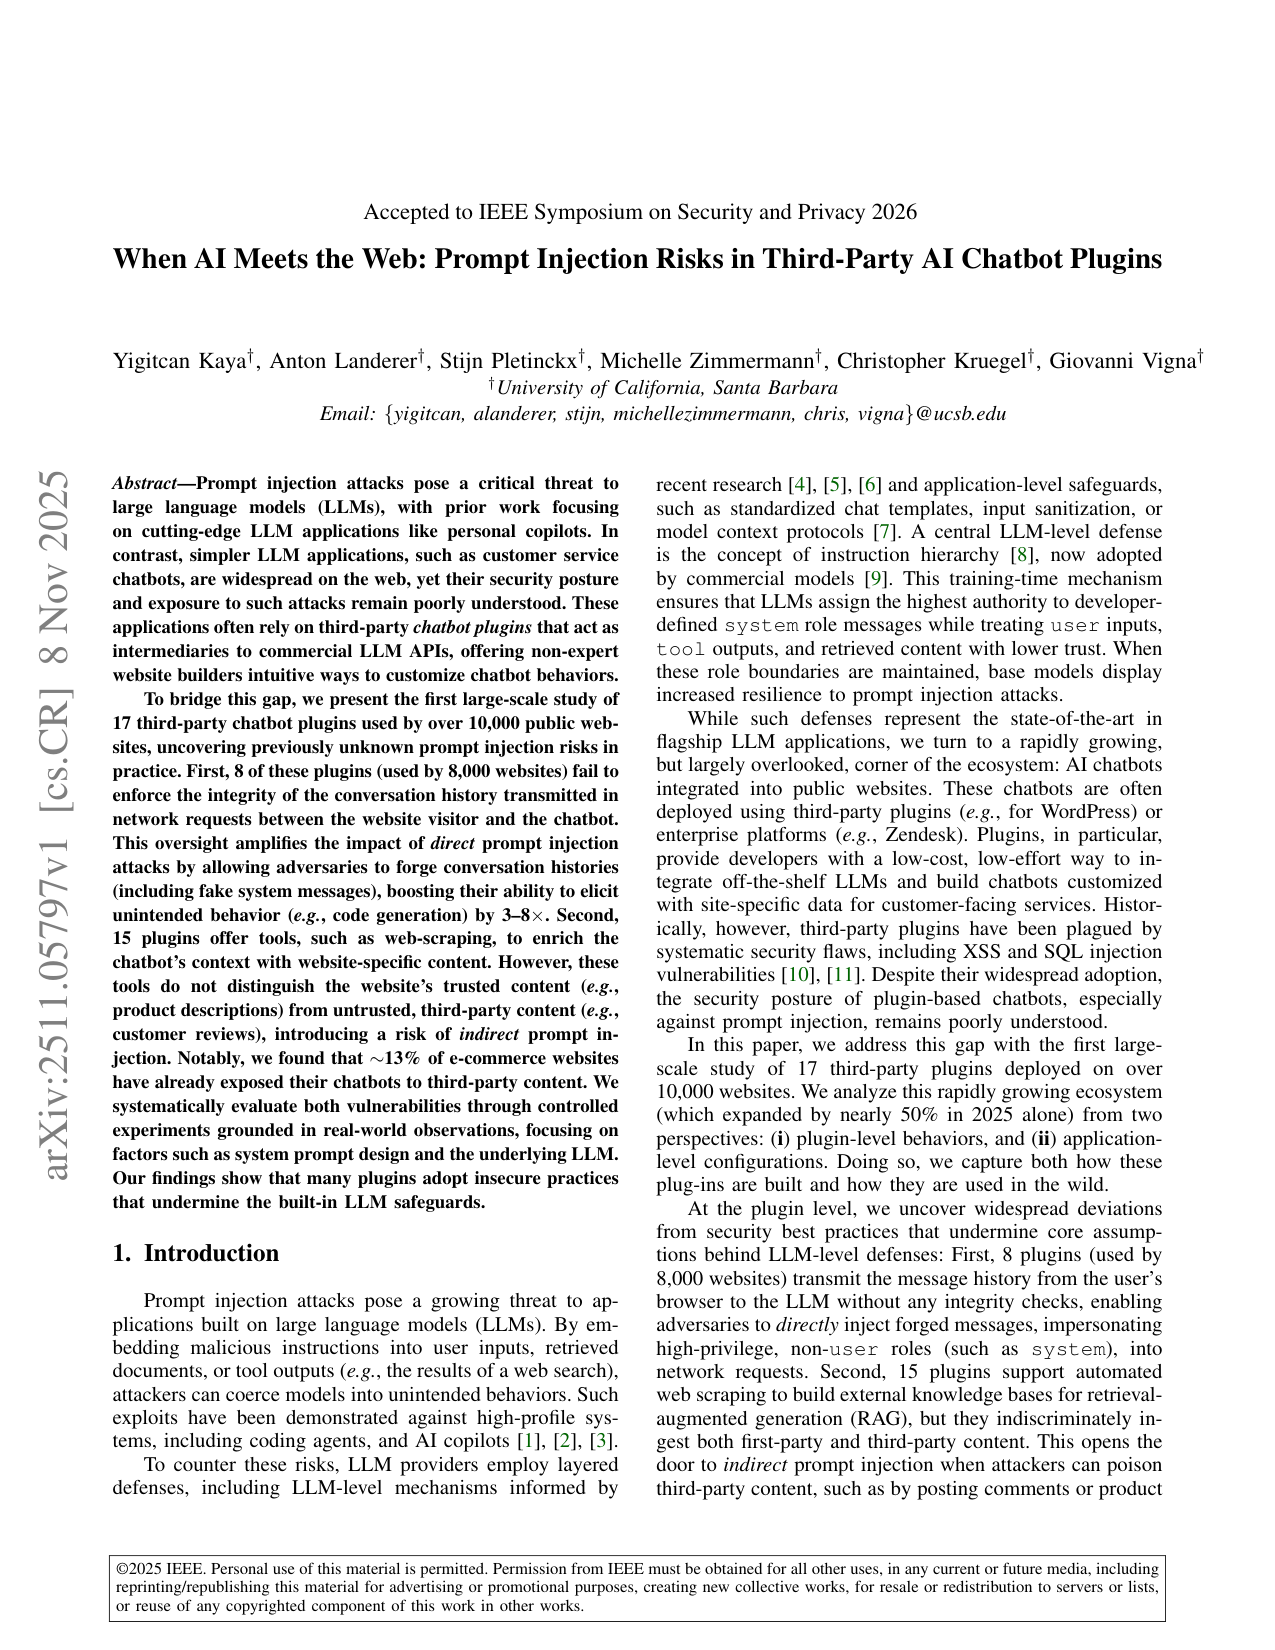 Accepted to IEEE Symposium on Security and Privacy 2026
When AI Meets the Web: Prompt Injection Risks in Third-Party AI Chatbot Plugins
Yigitcan Kaya†, Anton Landerer†, Stijn Pletinckx†, Michelle Zimmermann†, Christopher Kruegel†, Giovanni Vigna†
†University of California, Santa Barbara
Email: {yigitcan, alanderer, stijn, michellezimmermann, chris, vigna}@ucsb.edu
arXiv:2511.05797v1 [cs.CR] 8 Nov 2025
Abstract—Prompt injection attacks pose a critical threat to
large language models (LLMs), with prior work focusing
on cutting-edge LLM applications like personal copilots. In
contrast, simpler LLM applications, such as customer service
chatbots, are widespread on the web, yet their security posture
and exposure to such attacks remain poorly understood. These
applications often rely on third-party chatbot plugins that act as
intermediaries to commercial LLM APIs, offering non-expert
website builders intuitive ways to customize chatbot behaviors.
To bridge this gap, we present the first large-scale study of
17 third-party chatbot plugins used by over 10,000 public web-
sites, uncovering previously unknown prompt injection risks in
practice. First, 8 of these plugins (used by 8,000 websites) fail to
enforce the integrity of the conversation history transmitted in
network requests between the website visitor and the chatbot.
This oversight amplifies the impact of direct prompt injection
attacks by allowing adversaries to forge conversation histories
(including fake system messages), boosting their ability to elicit
unintended behavior (e.g., code generation) by 3–8×. Second,
15 plugins offer tools, such as web-scraping, to enrich the
chatbot's context with website-specific content. However, these
tools do not distinguish the website's trusted content (e.g.,
product descriptions) from untrusted, third-party content (e.g.,
customer reviews), introducing a risk of indirect prompt in-
jection. Notably, we found that ∼13% of e-commerce websites
have already exposed their chatbots to third-party content. We
systematically evaluate both vulnerabilities through controlled
experiments grounded in real-world observations, focusing on
factors such as system prompt design and the underlying LLM.
Our findings show that many plugins adopt insecure practices
that undermine the built-in LLM safeguards.
1. Introduction
Prompt injection attacks pose a growing threat to ap-
plications built on large language models (LLMs). By em-
bedding malicious instructions into user inputs, retrieved
documents, or tool outputs (e.g., the results of a web search),
attackers can coerce models into unintended behaviors. Such
exploits have been demonstrated against high-profile sys-
tems, including coding agents, and AI copilots [1], [2], [3].
To counter these risks, LLM providers employ layered
defenses, including LLM-level mechanisms informed by
recent research [4], [5], [6] and application-level safeguards,
such as standardized chat templates, input sanitization, or
model context protocols [7]. A central LLM-level defense
is the concept of instruction hierarchy [8], now adopted
by commercial models [9]. This training-time mechanism
ensures that LLMs assign the highest authority to developer-
defined system role messages while treating user inputs,
tool outputs, and retrieved content with lower trust. When
these role boundaries are maintained, base models display
increased resilience to prompt injection attacks.
While such defenses represent the state-of-the-art in
flagship LLM applications, we turn to a rapidly growing,
but largely overlooked, corner of the ecosystem: AI chatbots
integrated into public websites. These chatbots are often
deployed using third-party plugins (e.g., for WordPress) or
enterprise platforms (e.g., Zendesk). Plugins, in particular,
provide developers with a low-cost, low-effort way to in-
tegrate off-the-shelf LLMs and build chatbots customized
with site-specific data for customer-facing services. Histor-
ically, however, third-party plugins have been plagued by
systematic security flaws, including XSS and SQL injection
vulnerabilities [10], [11]. Despite their widespread adoption,
the security posture of plugin-based chatbots, especially
against prompt injection, remains poorly understood.
In this paper, we address this gap with the first large-
scale study of 17 third-party plugins deployed on over
10,000 websites. We analyze this rapidly growing ecosystem
(which expanded by nearly 50% in 2025 alone) from two
perspectives: (i) plugin-level behaviors, and (ii) application-
level configurations. Doing so, we capture both how these
plug-ins are built and how they are used in the wild.
At the plugin level, we uncover widespread deviations
from security best practices that undermine core assump-
tions behind LLM-level defenses: First, 8 plugins (used by
8,000 websites) transmit the message history from the user's
browser to the LLM without any integrity checks, enabling
adversaries to directly inject forged messages, impersonating
high-privilege, non-user roles (such as system), into
network requests. Second, 15 plugins support automated
web scraping to build external knowledge bases for retrieval-
augmented generation (RAG), but they indiscriminately in-
gest both first-party and third-party content. This opens the
door to indirect prompt injection when attackers can poison
third-party content, such as by posting comments or product
©2025 IEEE. Personal use of this material is permitted. Permission from IEEE must be obtained for all other uses, in any current or future media, including
reprinting/republishing this material for advertising or promotional purposes, creating new collective works, for resale or redistribution to servers or lists,
or reuse of any copyrighted component of this work in other works.